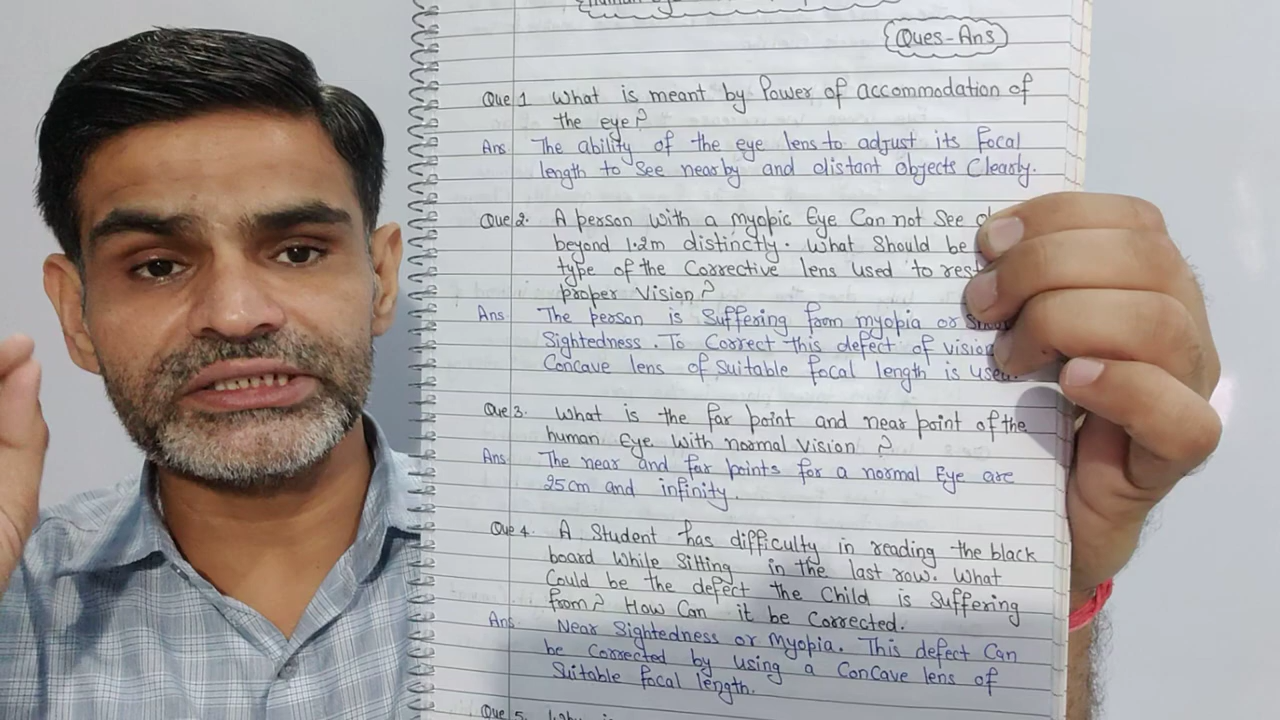 Human Eye
Ques-Ans
Que 1 What is meant by Power of accommodation of
the eye?
Ans The ability of the eye lens to adjust its focal
length to see nearby and distant objects Clearly.
Que 2. A person with a myopic Eye Can not See
beyond 1.2m distinctly. What Should be
type of the Corrective lens used to
proper Vision?
Ans The person is Suffering from myopia or
Sightedness. To Correct this defect of vision
Concave lens of Suitable focal length is used.
Que 3. What is the far point and near point of the
human Eye with normal vision ?
Ans The near and far points for a normal Eye are
25cm and infinity.
Que 4. A Student has difficulty in reading the black
board while Sitting in the last row. What
Could be the defect the Child is Suffering
from? How Can it be Corrected.
Ans Near Sightedness or Myopia. This defect Can
be Corrected by using a Concave lens of
Suitable focal length.
Que 5.